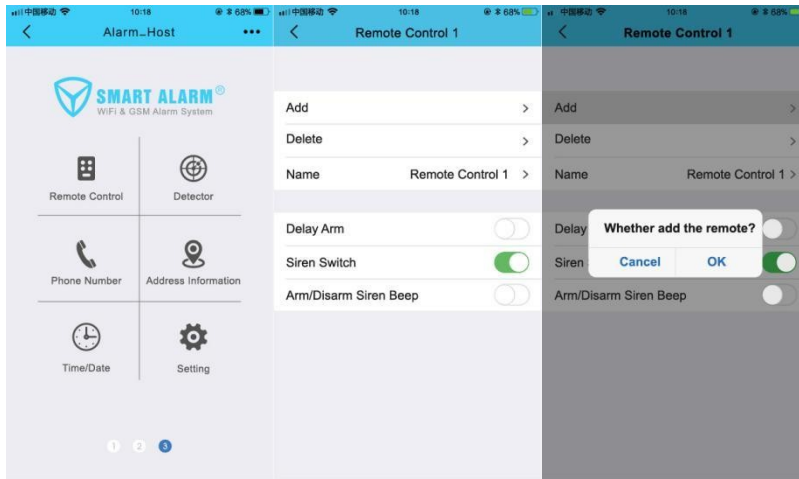 中国移动 10:18 68%
Alarm_Host
SMART ALARM®
WiFi & GSM Alarm System
Remote Control Detector
Phone Number Address Information
Time/Date Setting
1 2 3
中国移动 10:18 68%
Remote Control 1
Add
Delete
Name Remote Control 1
Delay Arm
Siren Switch
Arm/Disarm Siren Beep
中国移动 10:18 68%
Remote Control 1
Add
Delete
Name Remote Control 1
Delay
Whether add the remote?
Siren
Cancel OK
Arm/Disarm Siren Beep